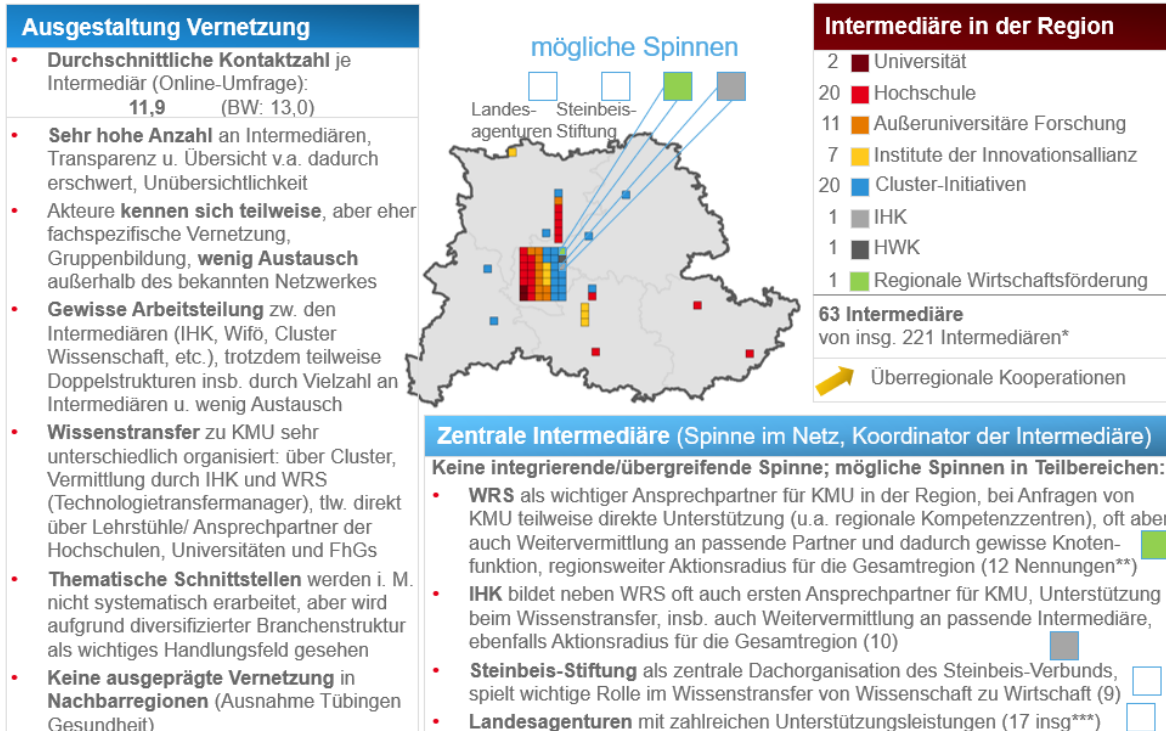 Ausgestaltung Vernetzung
• Durchschnittliche Kontaktzahl je
Intermediär (Online-Umfrage):
11,9 (BW: 13,0)
• Sehr hohe Anzahl an Intermediären,
Transparenz u. Übersicht v.a. dadurch
erschwert, Unübersichtlichkeit
• Akteure kennen sich teilweise, aber eher
fachspezifische Vernetzung,
Gruppenbildung, wenig Austausch
außerhalb des bekannten Netzwerkes
• Gewisse Arbeitsteilung zw. den
Intermediären (IHK, Wifö, Cluster
Wissenschaft, etc.), trotzdem teilweise
Doppelstrukturen insb. durch Vielzahl an
Intermediären u. wenig Austausch
• Wissenstransfer zu KMU sehr
unterschiedlich organisiert: über Cluster,
Vermittlung durch IHK und WRS
(Technologietransfermanager), tlw. direkt
über Lehrstühle/ Ansprechpartner der
Hochschulen, Universitäten und FhGs
• Thematische Schnittstellen werden i. M.
nicht systematisch erarbeitet, aber wird
aufgrund diversifizierter Branchenstruktur
als wichtiges Handlungsfeld gesehen
• Keine ausgeprägte Vernetzung in
Nachbarregionen (Ausnahme Tübingen
Gesundheit)
mögliche Spinnen
Landes- Steinbeis-
agenturen Stiftung
Intermediäre in der Region
2 Universität
20 Hochschule
11 Außeruniversitäre Forschung
7 Institute der Innovationsallianz
20 Cluster-Initiativen
1 IHK
1 HWK
1 Regionale Wirtschaftsförderung
63 Intermediäre
von insg. 221 Intermediären*
Überregionale Kooperationen
Zentrale Intermediäre (Spinne im Netz, Koordinator der Intermediäre)
Keine integrierende/übergreifende Spinne; mögliche Spinnen in Teilbereichen:
• WRS als wichtiger Ansprechpartner für KMU in der Region, bei Anfragen von
KMU teilweise direkte Unterstützung (u.a. regionale Kompetenzzentren), oft aber
auch Weitervermittlung an passende Partner und dadurch gewisse Knoten-
funktion, regionsweiter Aktionsradius für die Gesamtregion (12 Nennungen**)
• IHK bildet neben WRS oft auch ersten Ansprechpartner für KMU, Unterstützung
beim Wissenstransfer, insb. auch Weitervermittlung an passende Intermediäre,
ebenfalls Aktionsradius für die Gesamtregion (10)
• Steinbeis-Stiftung als zentrale Dachorganisation des Steinbeis-Verbunds,
spielt wichtige Rolle im Wissenstransfer von Wissenschaft zu Wirtschaft (9)
• Landesagenturen mit zahlreichen Unterstützungsleistungen (17 insg***)